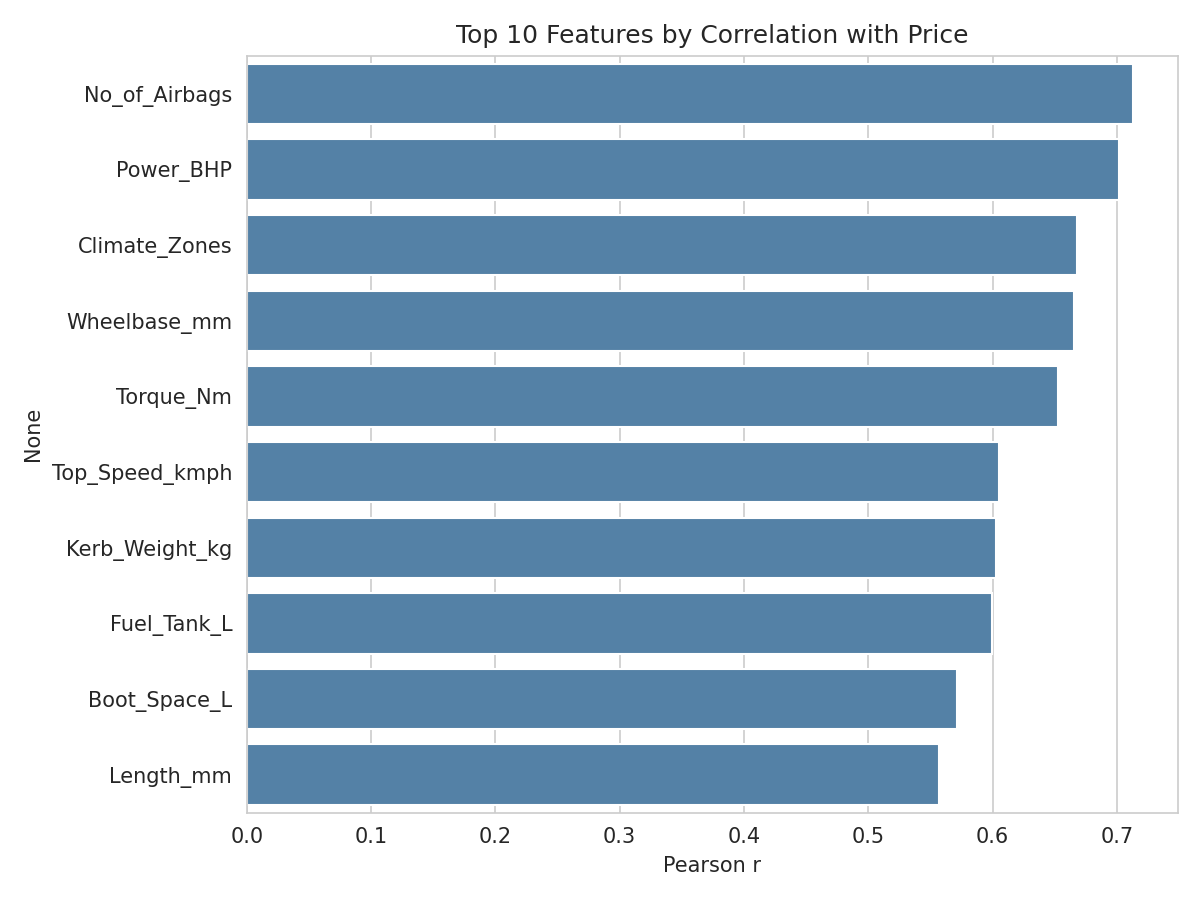 Top 10 Features by Correlation with Price
None
No_of_Airbags
Power_BHP
Climate_Zones
Wheelbase_mm
Torque_Nm
Top_Speed_kmph
Kerb_Weight_kg
Fuel_Tank_L
Boot_Space_L
Length_mm
0.0 0.1 0.2 0.3 0.4 0.5 0.6 0.7
Pearson r